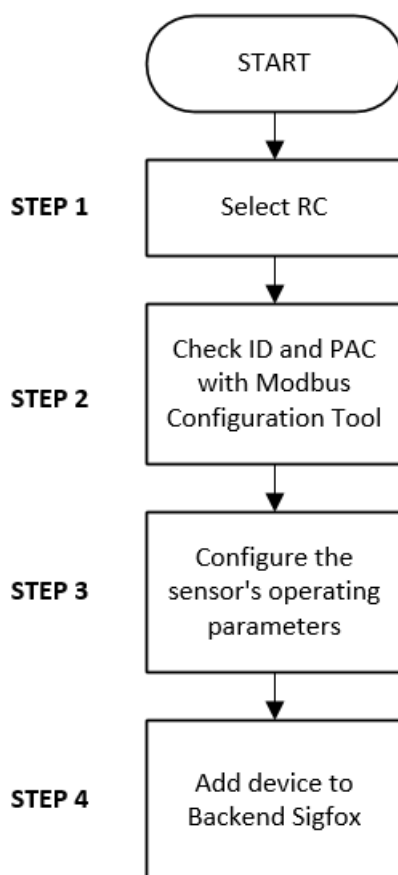 START
STEP 1
Select RC
STEP 2
Check ID and PAC
with Modbus
Configuration Tool
STEP 3
Configure the
sensor's operating
parameters
STEP 4
Add device to
Backend Sigfox